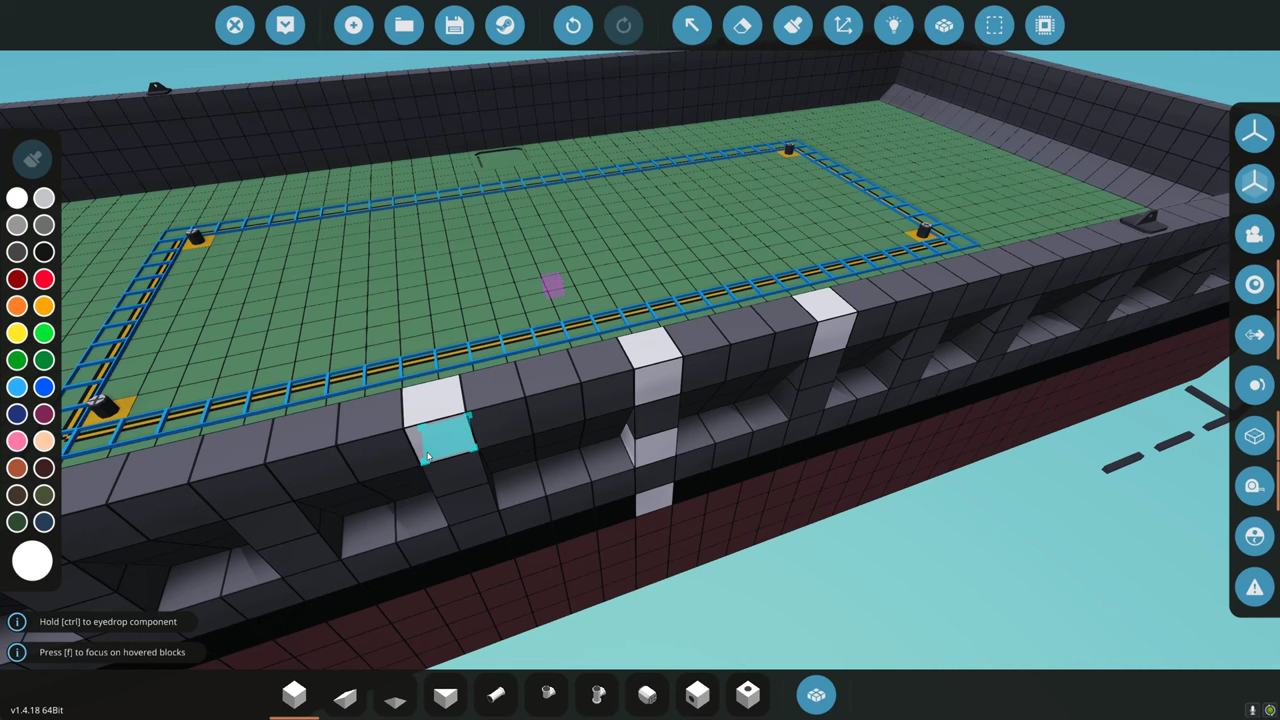 Hold [ctrl] to eyedrop component
Press [f] to focus on hovered blocks
v1.4.18 64Bit